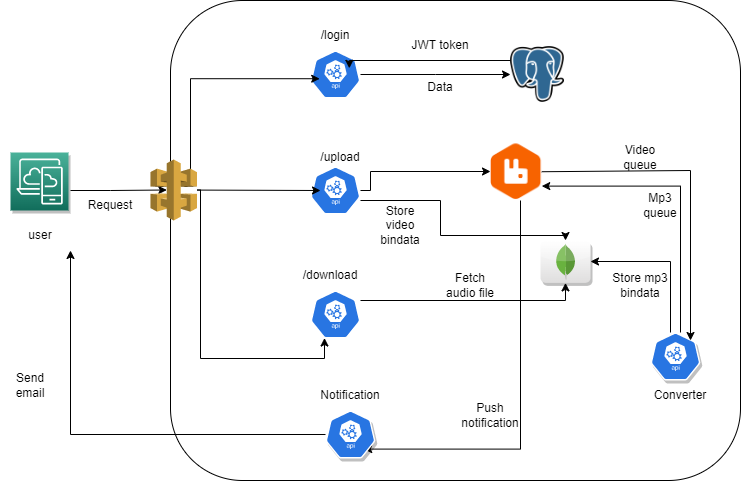 /login
JWT token
api
Data
/upload
Video
queue
api
Mp3
queue
Request
Store
video
bindata
user
/download
Fetch
audio file
Store mp3
bindata
api
api
Send
email
Notification
Converter
Push
notification
api